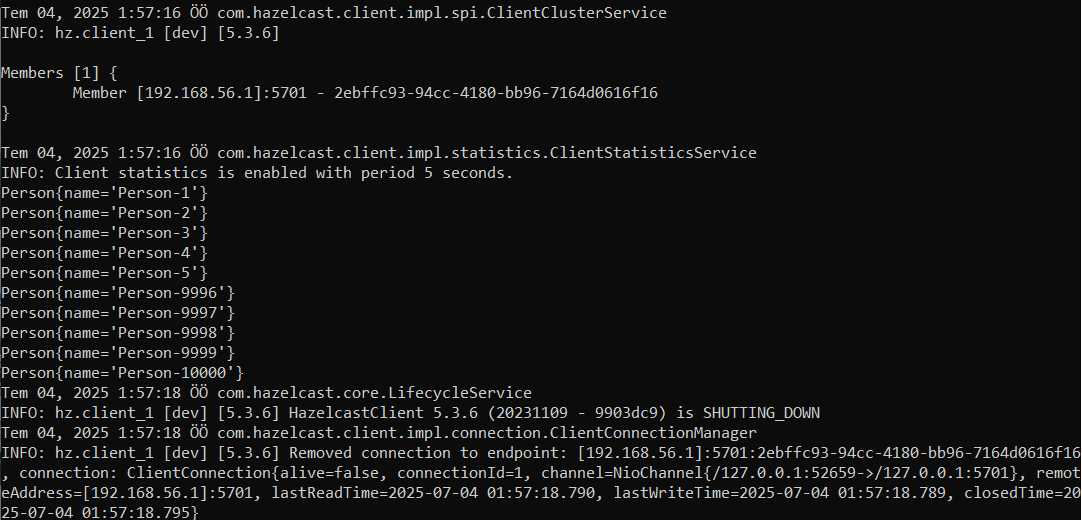 Tem 04, 2025 1:57:16 ÖÖ com.hazelcast.client.impl.spi.ClientClusterService
INFO: hz.client_1 [dev] [5.3.6]

Members [1] {
        Member [192.168.56.1]:5701 - 2ebffc93-94cc-4180-bb96-7164d0616f16
}

Tem 04, 2025 1:57:16 ÖÖ com.hazelcast.client.impl.statistics.ClientStatisticsService
INFO: Client statistics is enabled with period 5 seconds.
Person{name='Person-1'}
Person{name='Person-2'}
Person{name='Person-3'}
Person{name='Person-4'}
Person{name='Person-5'}
Person{name='Person-9996'}
Person{name='Person-9997'}
Person{name='Person-9998'}
Person{name='Person-9999'}
Person{name='Person-10000'}
Tem 04, 2025 1:57:18 ÖÖ com.hazelcast.core.LifecycleService
INFO: hz.client_1 [dev] [5.3.6] HazelcastClient 5.3.6 (20231109 - 9903dc9) is SHUTTING_DOWN
Tem 04, 2025 1:57:18 ÖÖ com.hazelcast.client.impl.connection.ClientConnectionManager
INFO: hz.client_1 [dev] [5.3.6] Removed connection to endpoint: [192.168.56.1]:5701:2ebffc93-94cc-4180-bb96-7164d0616f16
, connection: ClientConnection{alive=false, connectionId=1, channel=NioChannel{/127.0.0.1:52659->/127.0.0.1:5701}, remot
eAddress=[192.168.56.1]:5701, lastReadTime=2025-07-04 01:57:18.790, lastWriteTime=2025-07-04 01:57:18.789, closedTime=20
25-07-04 01:57:18.795}